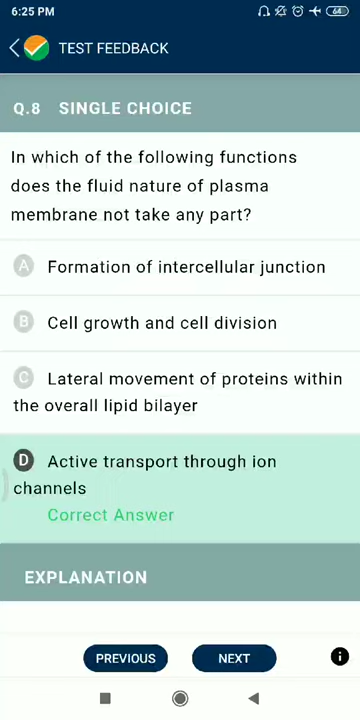 6:25 PM
64
TEST FEEDBACK
Q.8 SINGLE CHOICE
In which of the following functions
does the fluid nature of plasma
membrane not take any part?
A Formation of intercellular junction
B Cell growth and cell division
C Lateral movement of proteins within
the overall lipid bilayer
D Active transport through ion
channels
Correct Answer
EXPLANATION
PREVIOUS NEXT